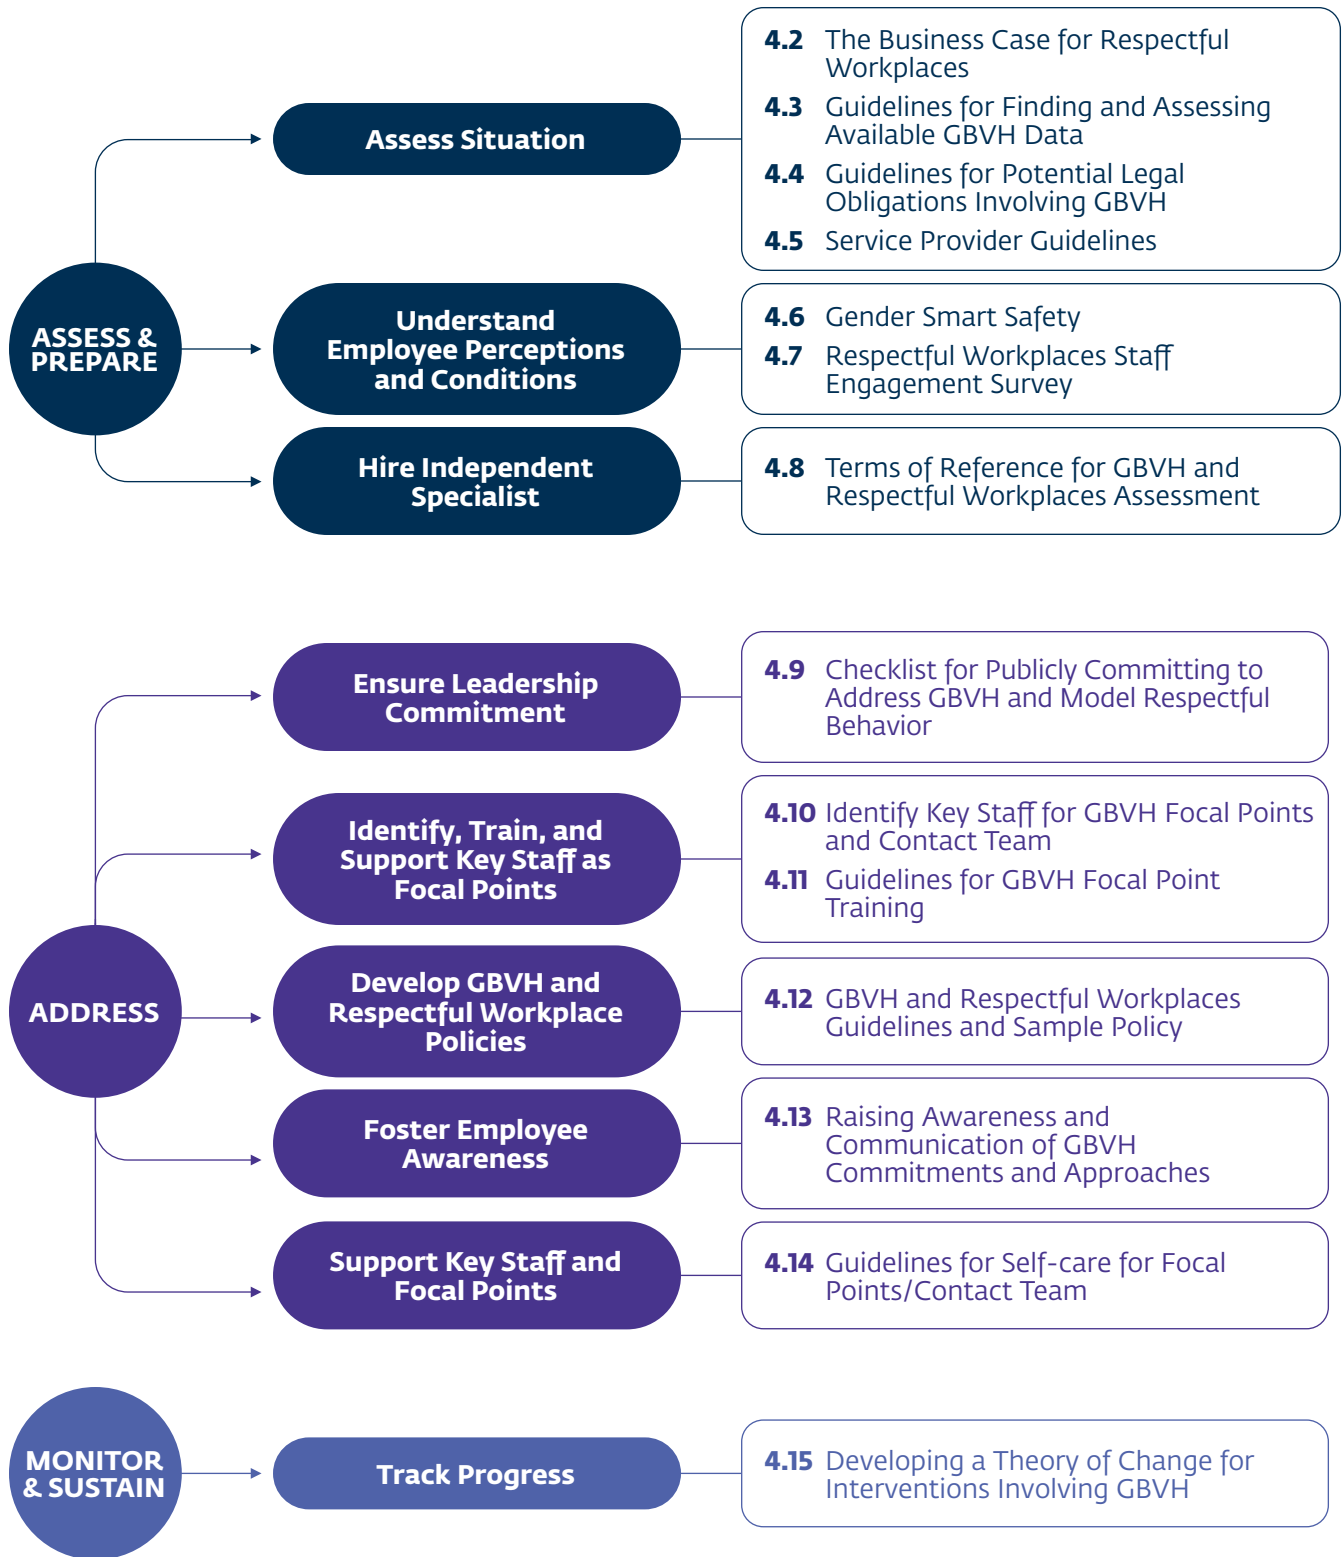 ASSESS &
PREPARE
Assess Situation
4.2 The Business Case for Respectful
Workplaces
4.3 Guidelines for Finding and Assessing
Available GBVH Data
4.4 Guidelines for Potential Legal
Obligations Involving GBVH
4.5 Service Provider Guidelines
Understand
Employee Perceptions
and Conditions
4.6 Gender Smart Safety
4.7 Respectful Workplaces Staff
Engagement Survey
Hire Independent
Specialist
4.8 Terms of Reference for GBVH and
Respectful Workplaces Assessment
ADDRESS
Ensure Leadership
Commitment
4.9 Checklist for Publicly Committing to
Address GBVH and Model Respectful
Behavior
Identify, Train, and
Support Key Staff as
Focal Points
4.10 Identify Key Staff for GBVH Focal Points
and Contact Team
4.11 Guidelines for GBVH Focal Point
Training
Develop GBVH and
Respectful Workplace
Policies
4.12 GBVH and Respectful Workplaces
Guidelines and Sample Policy
Foster Employee
Awareness
4.13 Raising Awareness and
Communication of GBVH
Commitments and Approaches
Support Key Staff and
Focal Points
4.14 Guidelines for Self-care for Focal
Points/Contact Team
MONITOR
& SUSTAIN
Track Progress
4.15 Developing a Theory of Change for
Interventions Involving GBVH